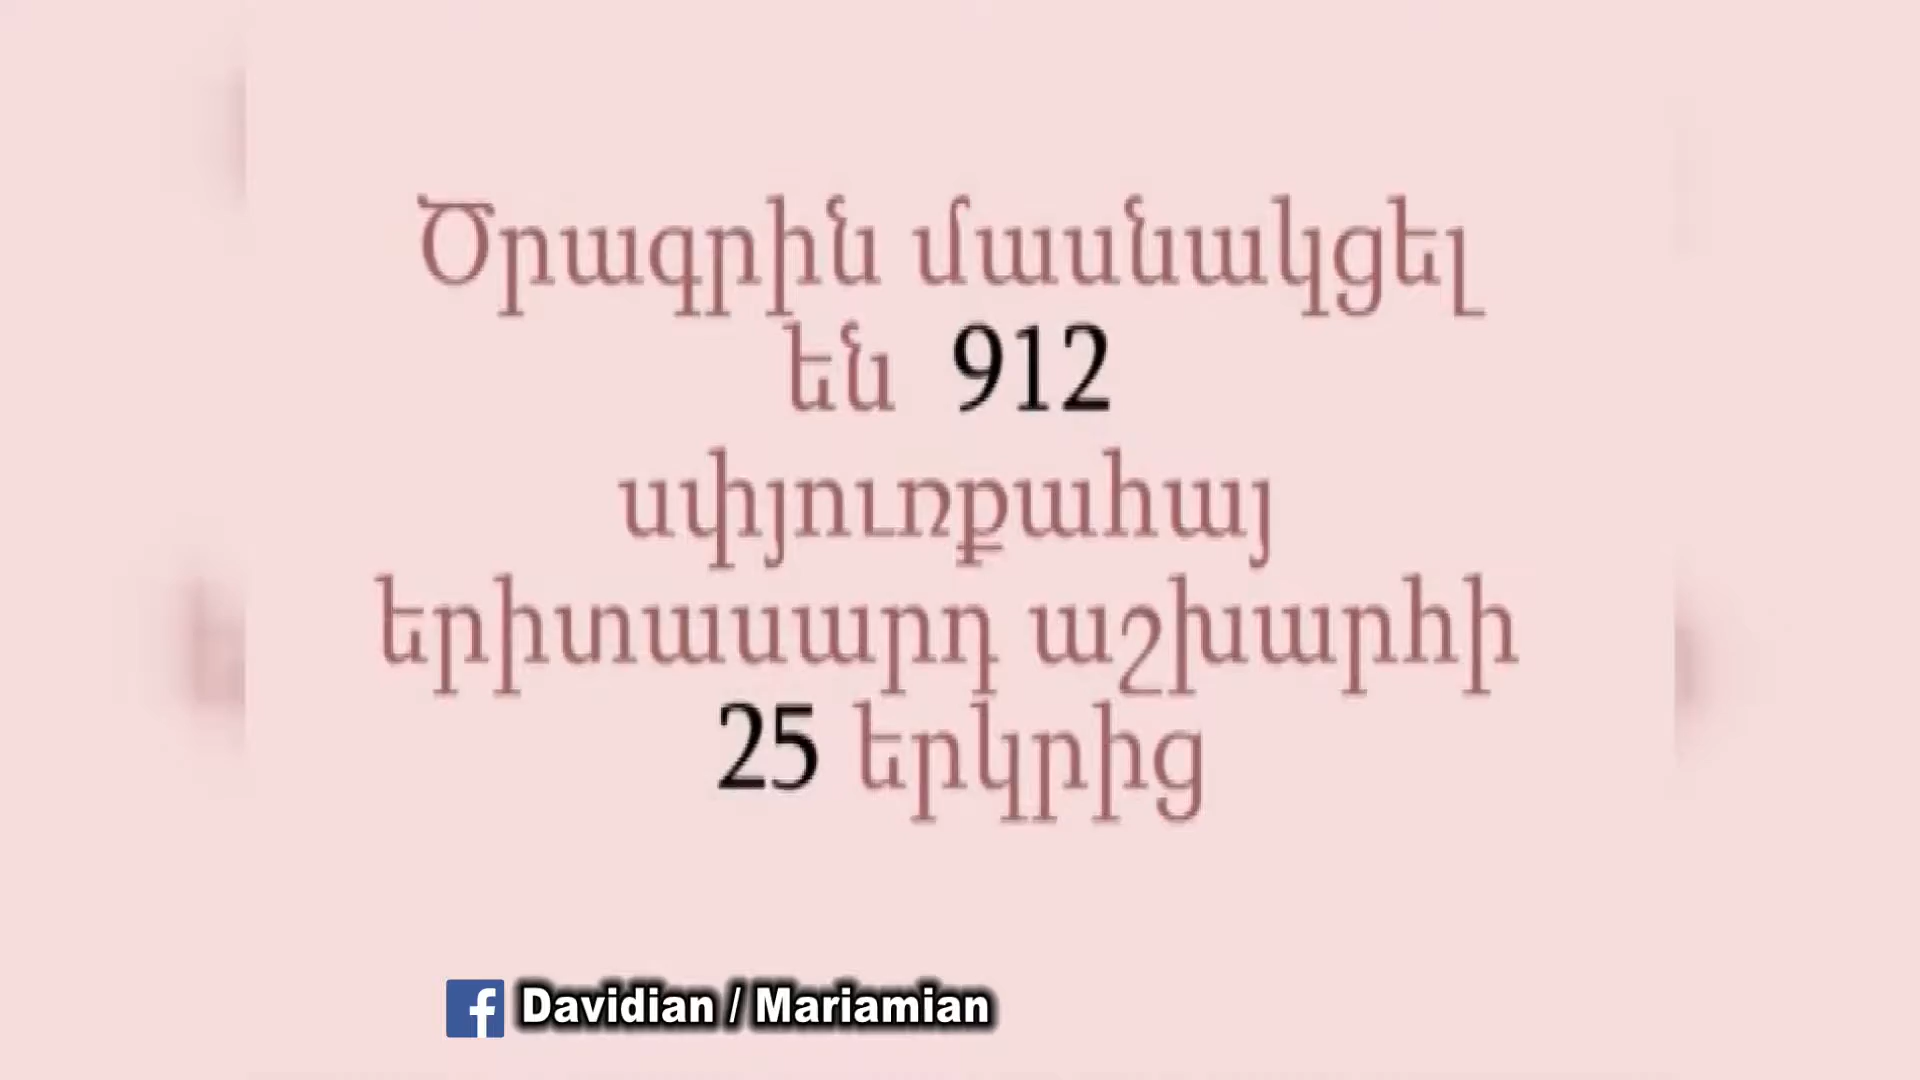 Ծրագրին մասնակցել
են 912
սփյուռքահայ
երիտասարդ աշխարհի
25 երկրից
Davidian / Mariamian